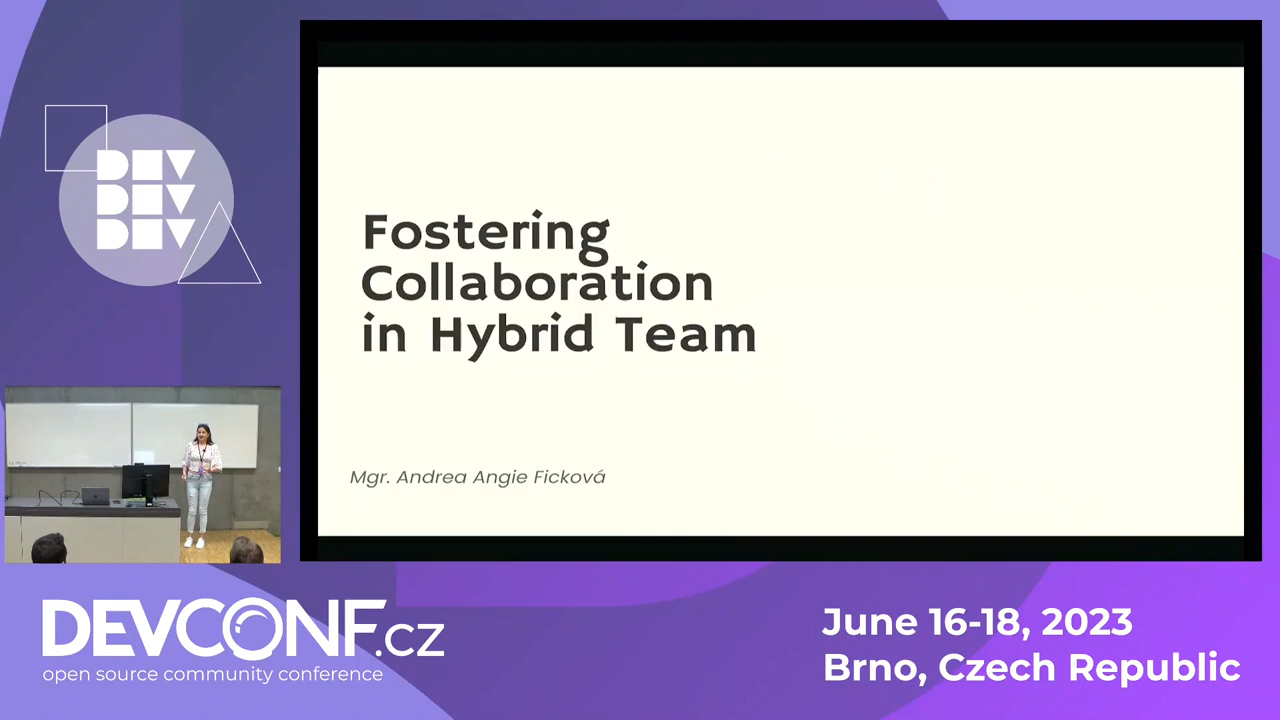 DEV
DEV
DEV
Fostering
Collaboration
in Hybrid Team
Mgr. Andrea Angie Ficková
DEVCONF.cz
open source community conference
June 16-18, 2023
Brno, Czech Republic